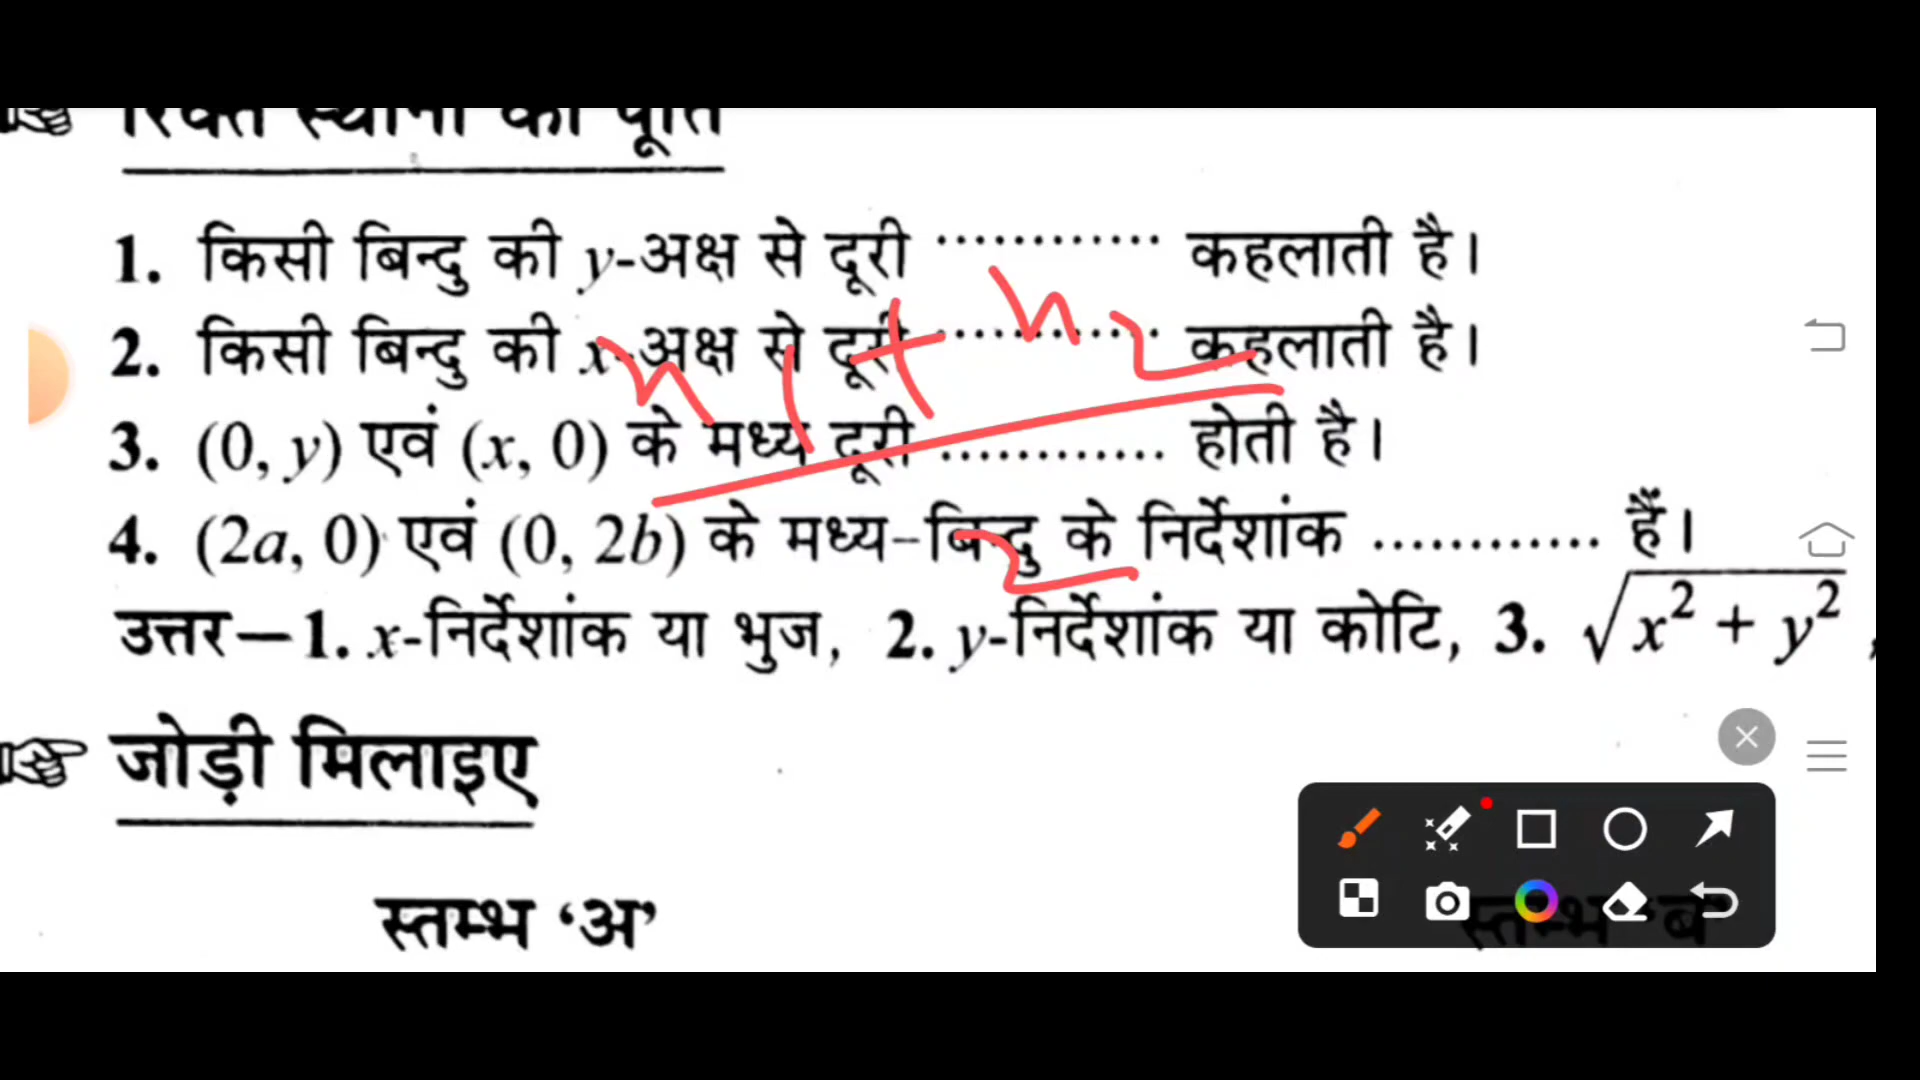 रिक्त स्थानों की पूर्ति
1. किसी बिन्दु की y-अक्ष से दूरी ............ कहलाती है।
2. किसी बिन्दु की x-अक्ष से दूरी ............ कहलाती है।
3. (0, y) एवं (x, 0) के मध्य दूरी ............ होती है।
4. (2a, 0) एवं (0, 2b) के मध्य-बिन्दु के निर्देशांक ............ हैं।
उत्तर—1. x-निर्देशांक या भुज, 2. y-निर्देशांक या कोटि, 3. √x² + y²,
जोड़ी मिलाइए
स्तम्भ ‘अ’ स्तम्भ ‘ब’